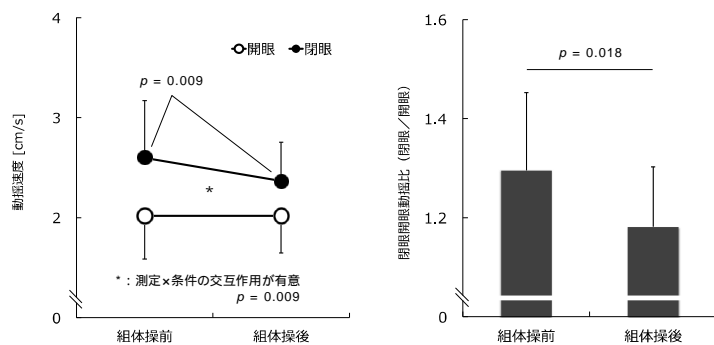 4
3
2
0
動揺速度 [cm/s]
開眼 閉眼
p = 0.009
*
* : 測定×条件の交互作用が有意
p = 0.009
組体操前 組体操後
1.6
1.4
1.2
0
閉眼開眼動揺比（閉眼／開眼）
p = 0.018
組体操前 組体操後